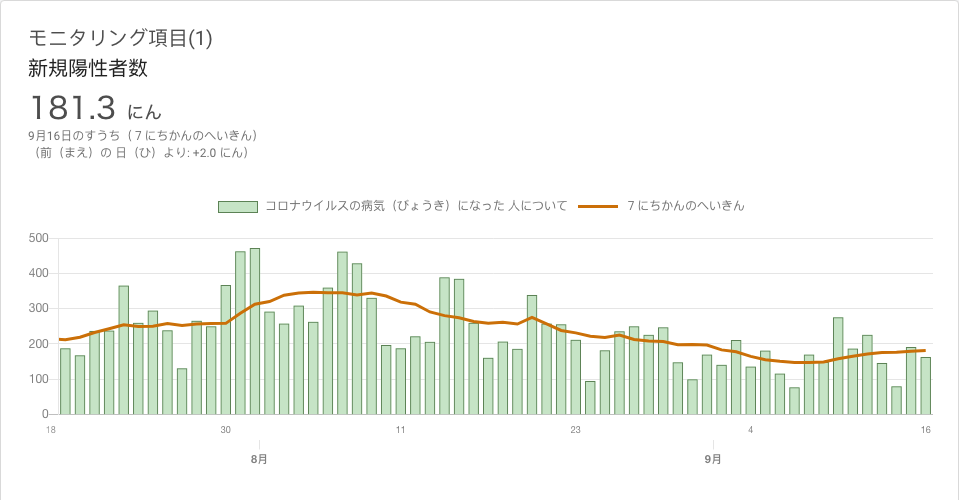 モニタリング項目(1)
新規陽性者数
181.3 にん
9月16日のすうち（７にちかんのへいきん）
（前（まえ）の 日（ひ）より: +2.0 にん）
コロナウイルスの病気（びょうき）になった 人について ７にちかんのへいきん
500
400
300
200
100
0
18 30 11 23 4 16
8月 9月